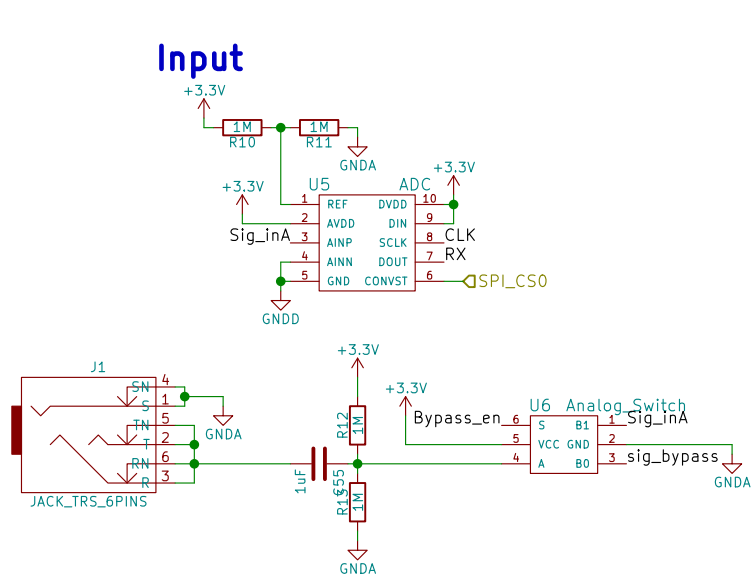 Input
+3.3V
1M
1M
R10
R11
GNDA
+3.3V
U5
ADC
+3.3V
1
REF
DVDD
10
2
AVDD
DIN
9
Sig_inA
3
AINP
SCLK
8
CLK
4
AINN
DOUT
7
RX
5
GND
CONVST
6
SPI_CS0
GNDD
J1
SN
4
S
1
TN
5
T
2
RN
6
R
3
JACK_TRS_6PINS
GNDA
+3.3V
R12
1M
1uF
C55
R13
1M
GNDA
+3.3V
U6
Analog_Switch
Bypass_en
6
S
B1
1
Sig_inA
5
VCC
GND
2
4
A
B0
3
sig_bypass
GNDA